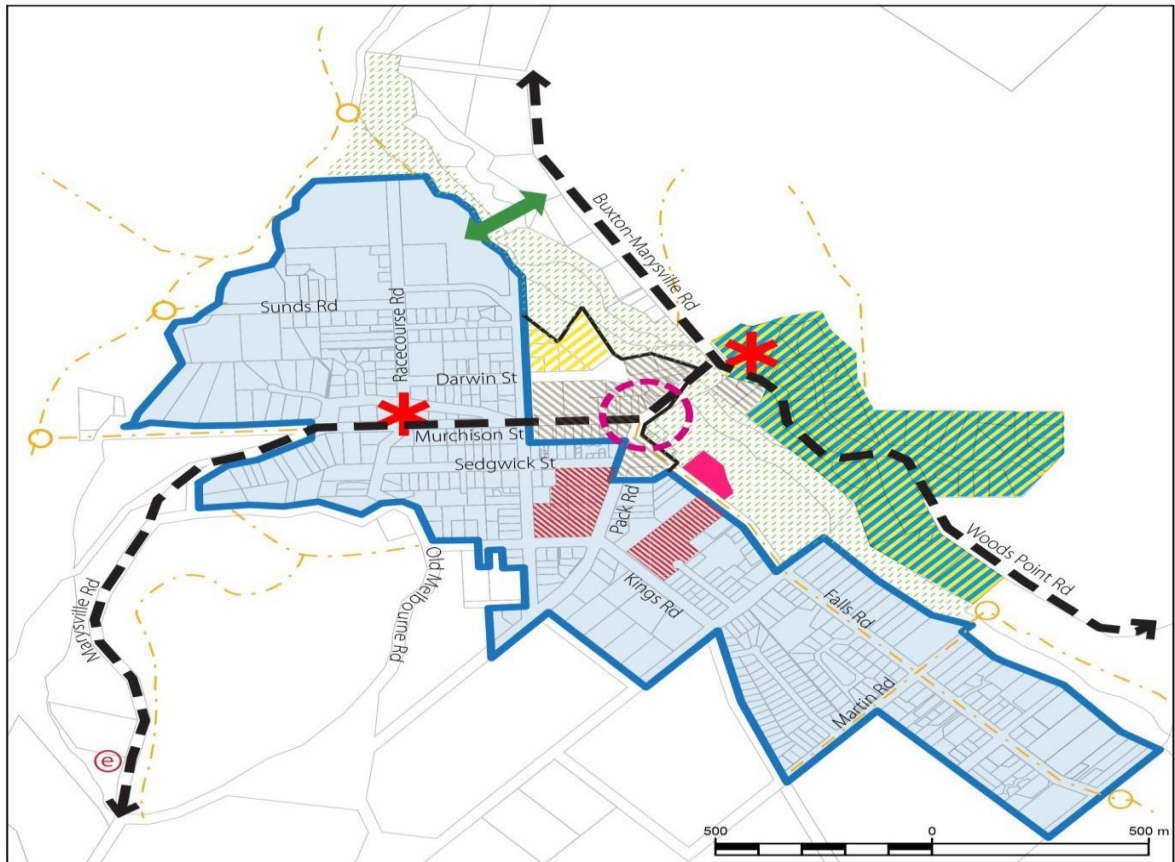 Buxton-Marysville Rd
Sunds Rd
Racecourse Rd
Darwin St
Murchison St
Sedgwick St
Pack Rd
Kings Rd
Old Melbourne Rd
Marysville Rd
Falls Rd
Martin Rd
Woods Point Rd
e
500 0 500 m